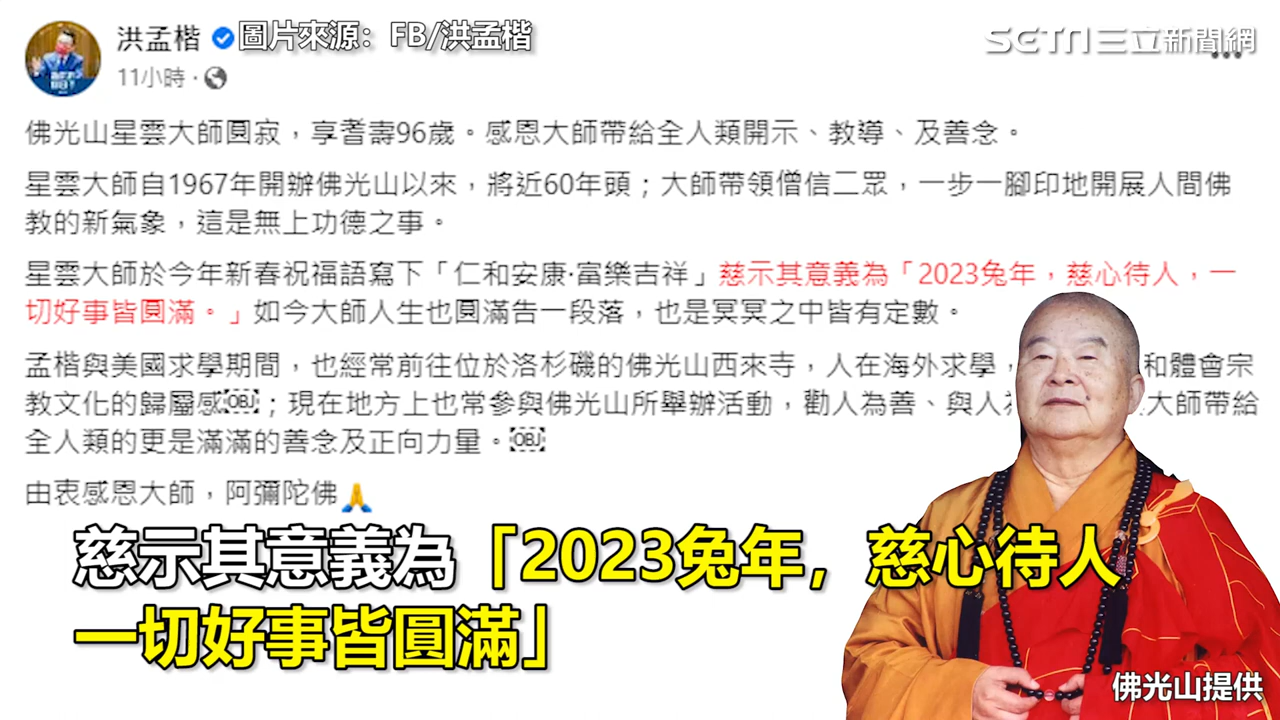 洪孟楷 圖片來源：FB/洪孟楷
SETN三立新聞網
11小時·
佛光山星雲大師圓寂，享耆壽96歲。感恩大師帶給全人類開示、教導、及善念。
星雲大師自1967年開辦佛光山以來，將近60年頭；大師帶領僧信二眾，一步一腳印地開展人間佛
教的新氣象，這是無上功德之事。
星雲大師於今年新春祝福語寫下「仁和安康·富樂吉祥」慈示其意義為「2023兔年，慈心待人，一
切好事皆圓滿。」如今大師人生也圓滿告一段落，也是冥冥之中皆有定數。
孟楷與美國求學期間，也經常前往位於洛杉磯的佛光山西來寺，人在海外求學，和體會宗
教文化的歸屬感OBJ；現在地方上也常參與佛光山所舉辦活動，勸人為善、與人大師帶給
全人類的更是滿滿的善念及正向力量。OBJ
由衷感恩大師，阿彌陀佛🙏
慈示其意義為「2023兔年，慈心待人
一切好事皆圓滿」
佛光山提供